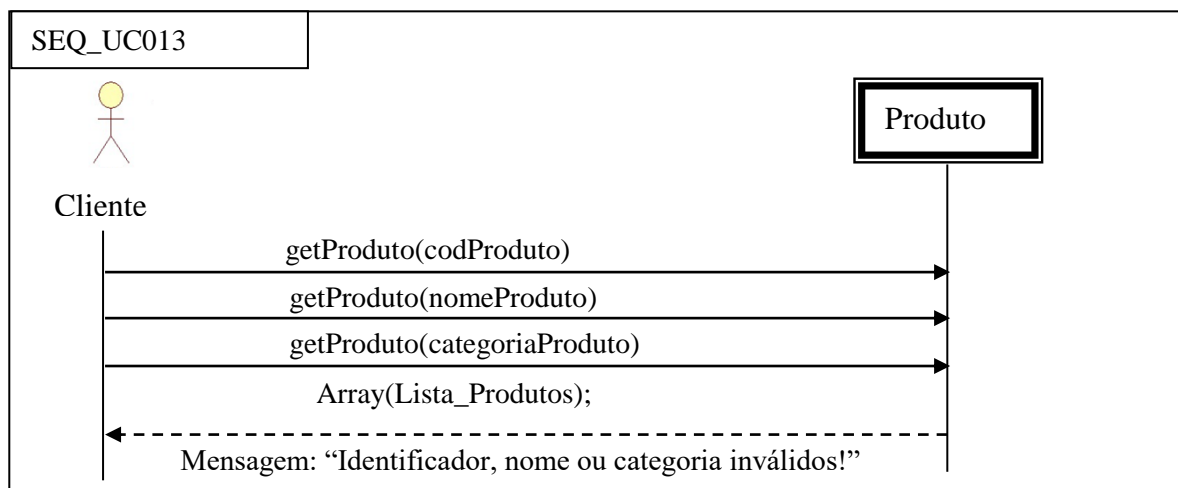 SEQ_UC013
Produto
Cliente
getProduto(codProduto)
getProduto(nomeProduto)
getProduto(categoriaProduto)
Array(Lista_Produtos);
Mensagem: “Identificador, nome ou categoria inválidos!”